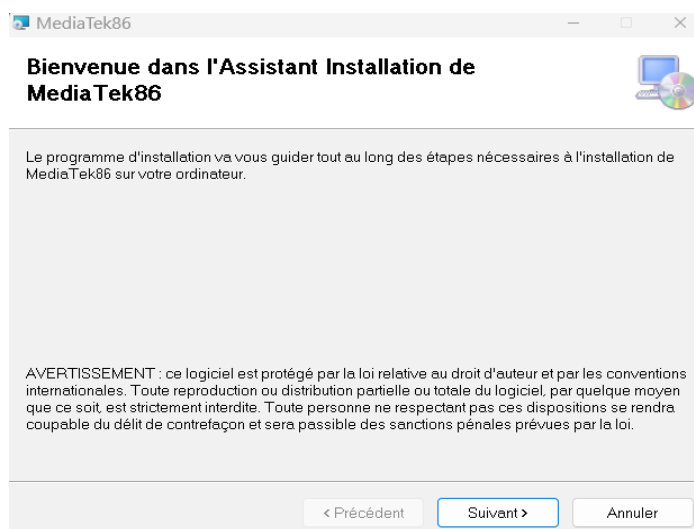 MediaTek86
Bienvenue dans l'Assistant Installation de
MediaTek86
Le programme d'installation va vous guider tout au long des étapes nécessaires à l'installation de
MediaTek86 sur votre ordinateur.
AVERTISSEMENT : ce logiciel est protégé par la loi relative au droit d'auteur et par les conventions
internationales. Toute reproduction ou distribution partielle ou totale du logiciel, par quelque moyen
que ce soit, est strictement interdite. Toute personne ne respectant pas ces dispositions se rendra
coupable du délit de contrefaçon et sera passible des sanctions pénales prévues par la loi.
< Précédent Suivant > Annuler